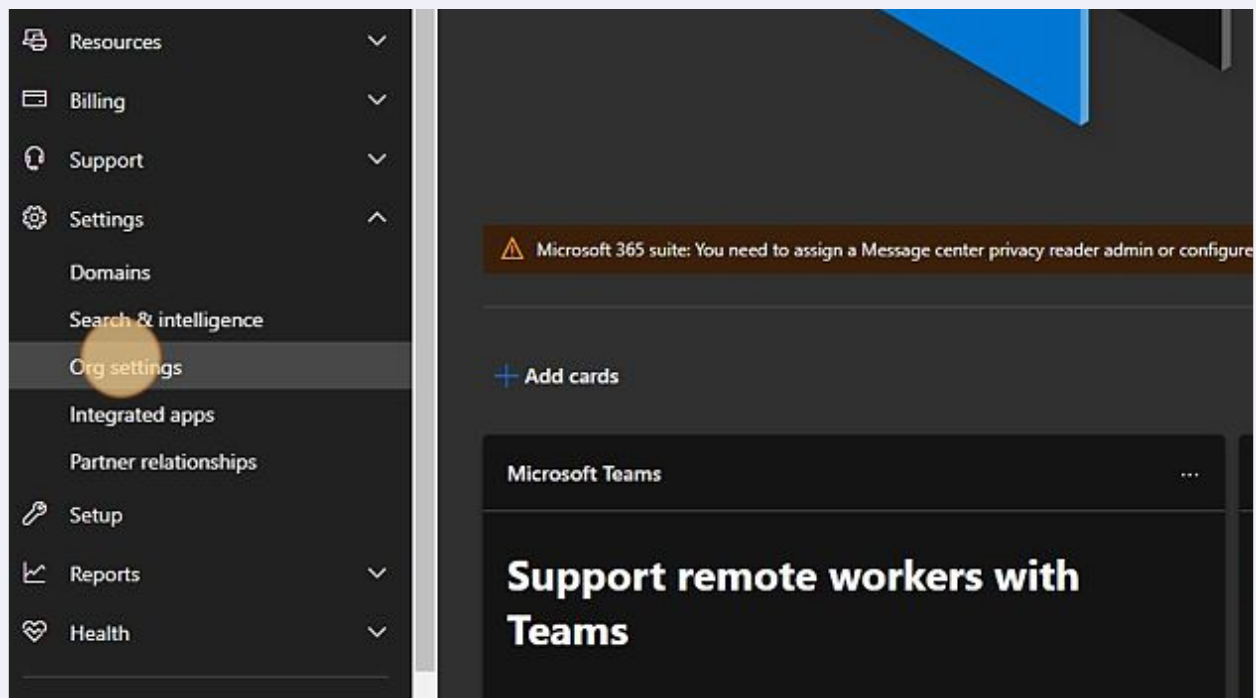 Resources
Billing
Support
Settings
Domains
Search & intelligence
Org settings
Integrated apps
Partner relationships
Setup
Reports
Health
Microsoft 365 suite: You need to assign a Message center privacy reader admin or configure
Add cards
Microsoft Teams
Support remote workers with
Teams